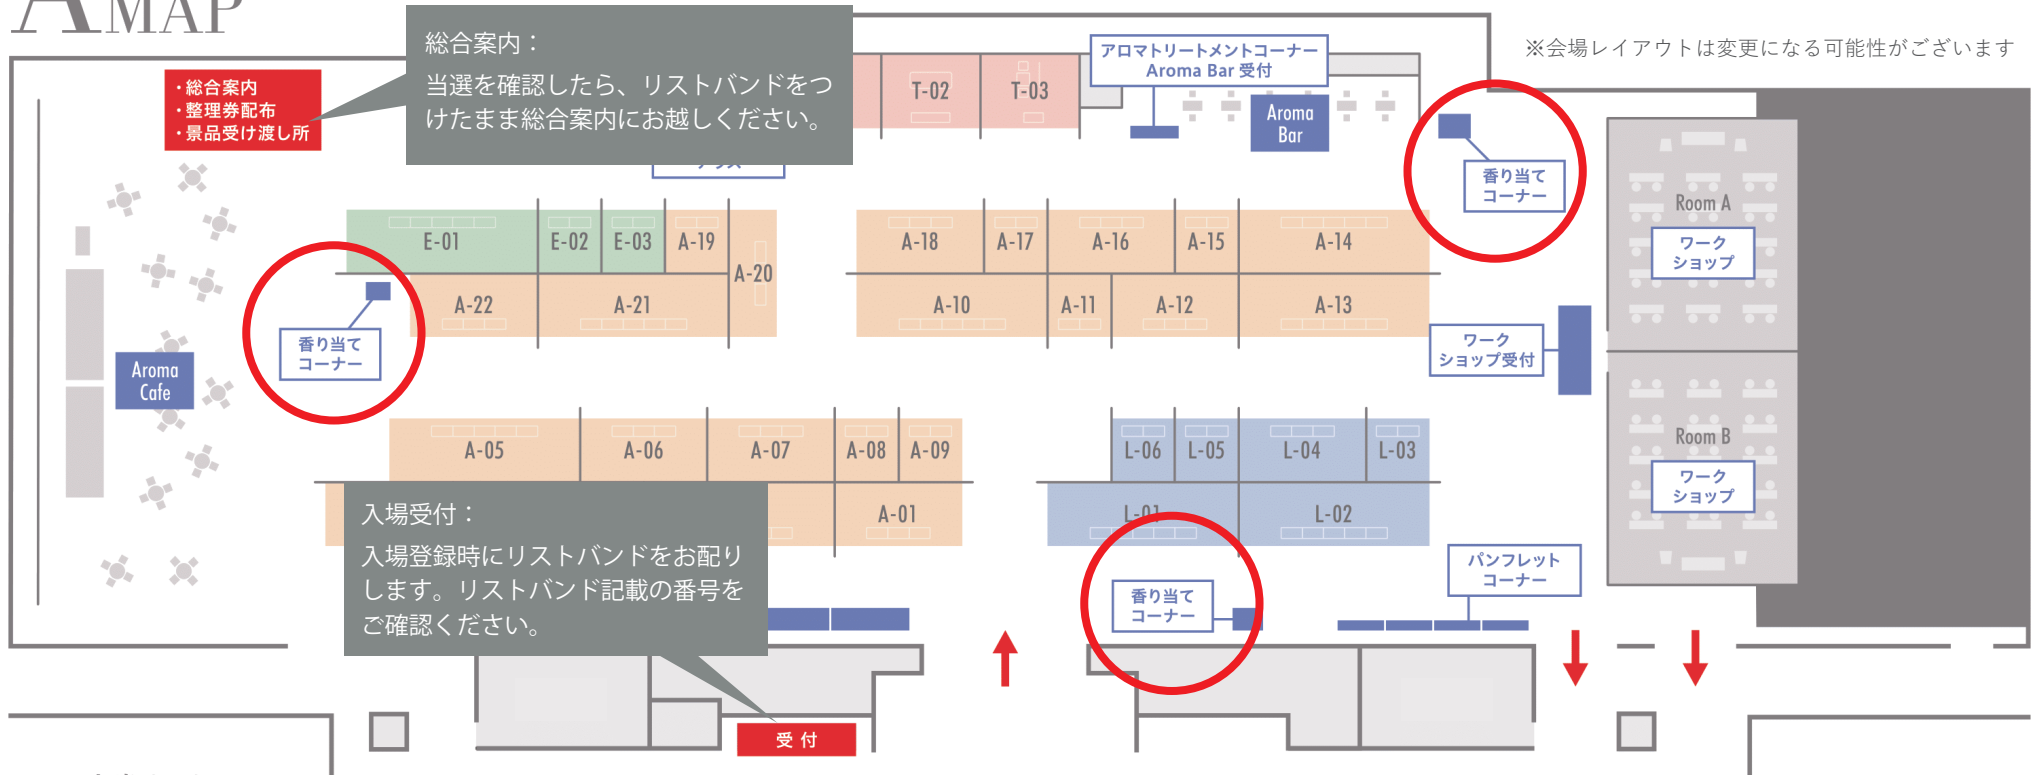 A MAP
総合案内：
当選を確認したら、リストバンドをつ
けたまま総合案内にお越しください。
※会場レイアウトは変更になる可能性がございます
・総合案内
・整理券配布
・景品受け渡し所
T-02
T-03
アロマトリートメントコーナー
Aroma Bar 受付
Aroma
Bar
香り当て
コーナー
Room A
ワーク
ショップ
E-01
E-02
E-03
A-19
A-20
A-18
A-17
A-16
A-15
A-14
A-22
A-21
A-10
A-11
A-12
A-13
香り当て
コーナー
Aroma
Cafe
ワーク
ショップ受付
A-05
A-06
A-07
A-08
A-09
L-06
L-05
L-04
L-03
Room B
ワーク
ショップ
A-01
L-01
L-02
入場受付：
入場登録時にリストバンドをお配り
します。リストバンド記載の番号を
ご確認ください。
香り当て
コーナー
パンフレット
コーナー
受 付